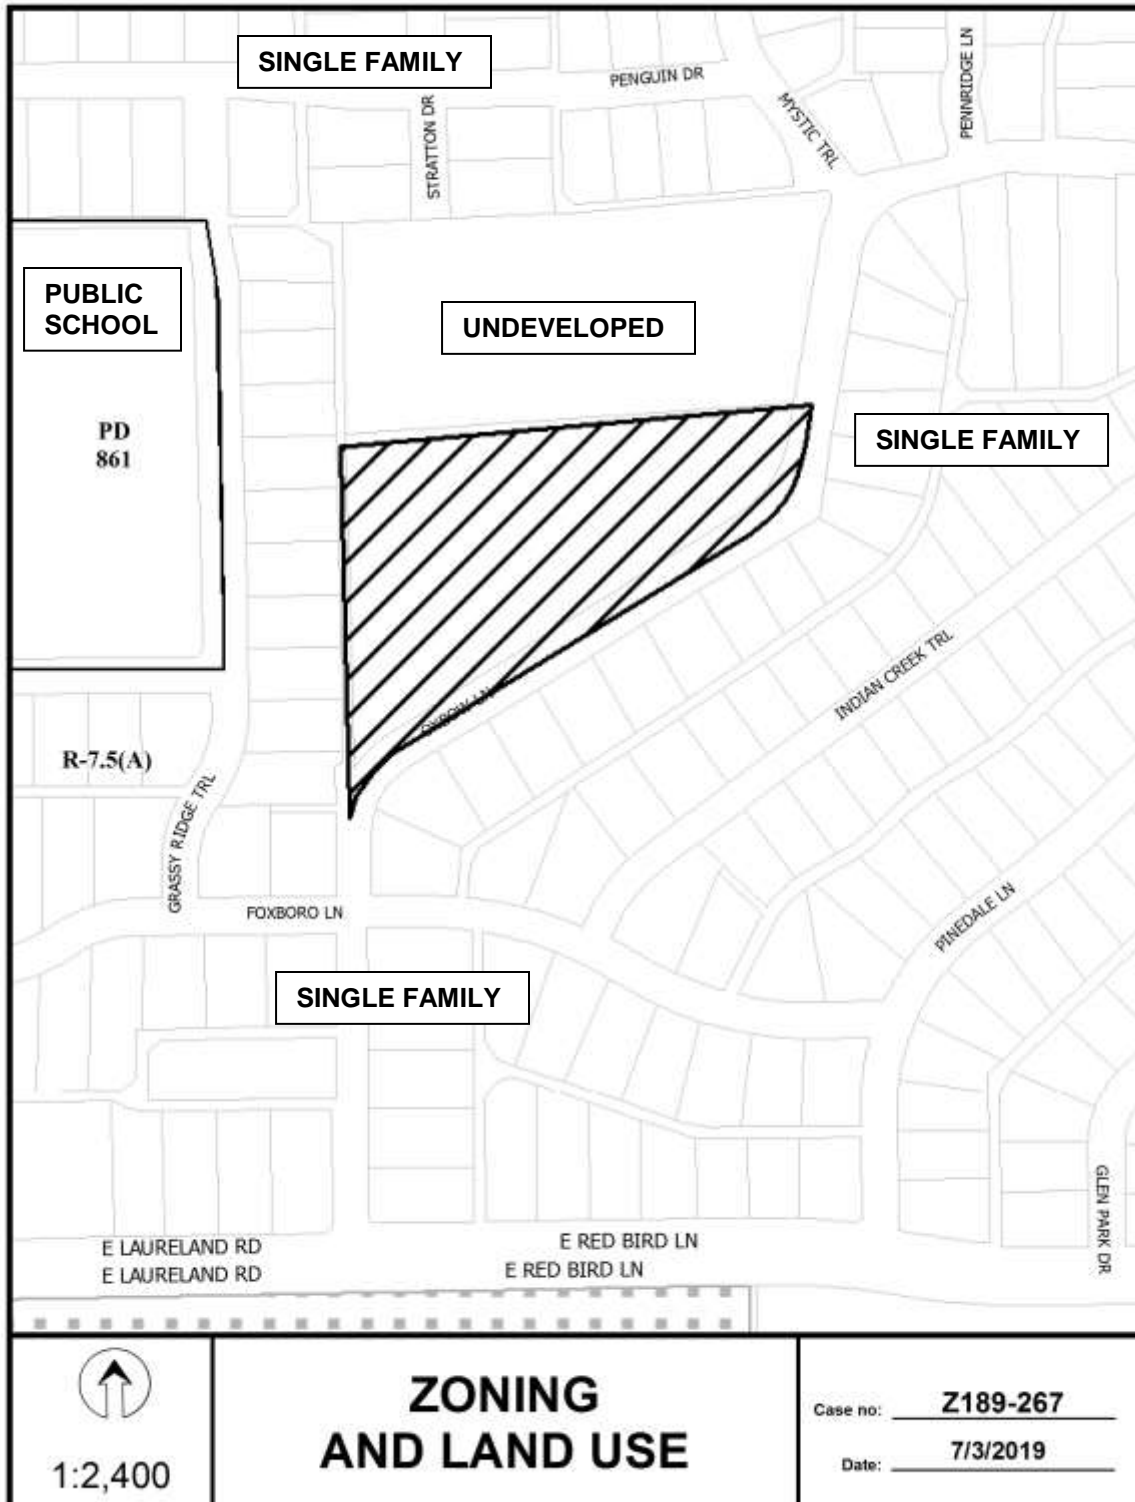 SINGLE FAMILY
PENGUIN DR
PENNRIDGE LN
STRATTON DR
MYSTIC TRL
PUBLIC
SCHOOL
UNDEVELOPED
PD
861
SINGLE FAMILY
INDIAN CREEK TRL
OXBOW LN
R-7.5(A)
GRASSY RIDGE TRL
FOXBORO LN
PINEDALE LN
SINGLE FAMILY
GLEN PARK DR
E LAURELAND RD
E RED BIRD LN
E LAURELAND RD
E RED BIRD LN
1:2,400
ZONING
AND LAND USE
Case no: Z189-267
Date: 7/3/2019